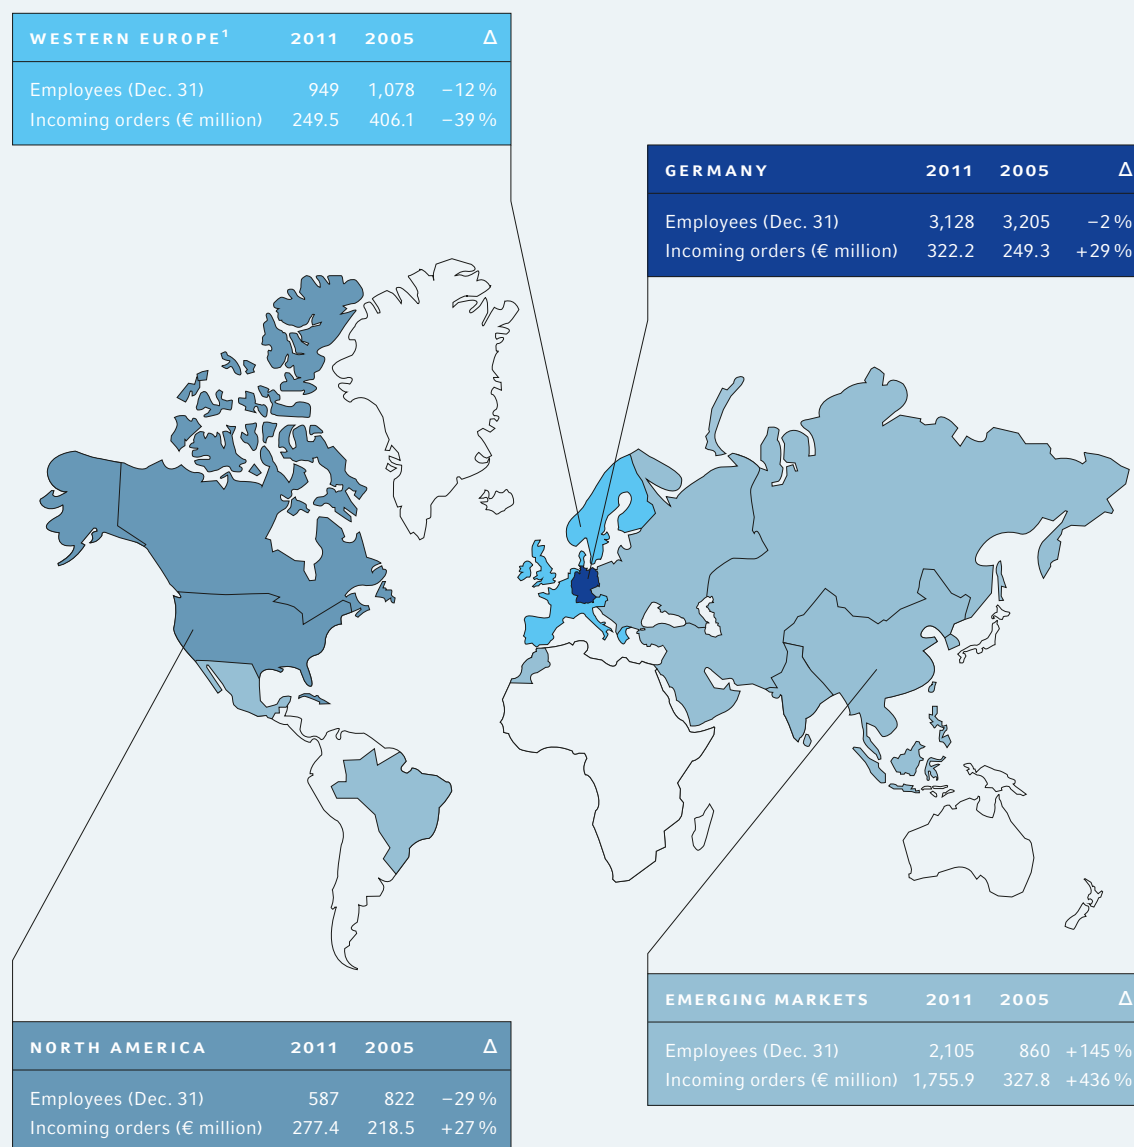 WESTERN EUROPE¹ 2011 2005 Δ
Employees (Dec. 31) 949 1,078 −12 %
Incoming orders (€ million) 249.5 406.1 −39 %
GERMANY 2011 2005 Δ
Employees (Dec. 31) 3,128 3,205 −2 %
Incoming orders (€ million) 322.2 249.3 +29 %
EMERGING MARKETS 2011 2005 Δ
Employees (Dec. 31) 2,105 860 +145 %
Incoming orders (€ million) 1,755.9 327.8 +436 %
NORTH AMERICA 2011 2005 Δ
Employees (Dec. 31) 587 822 −29 %
Incoming orders (€ million) 277.4 218.5 +27 %